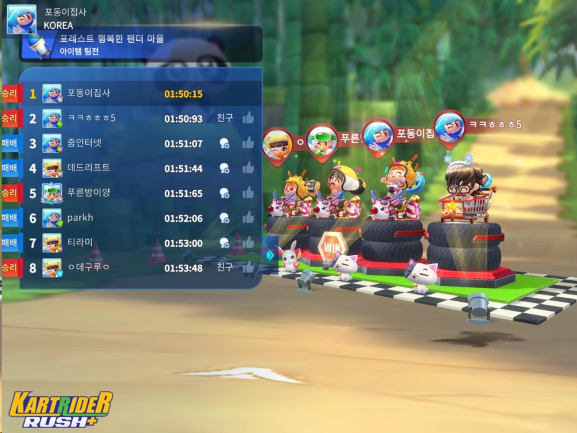 포동이집사
KOREA
포레스트 행복한 팬더 마을
아이템 팀전
승리 1 포동이집사 01:50:15
승리 2 ㅋㅋㅎㅎㅎ5 01:50:93 친구
패배 3 줌인터넷 01:51:07
패배 4 데드리프트 01:51:44
승리 5 푸른밤이양 01:51:65
패배 6 parkh 01:52:06
패배 7 티라미 01:53:00
승리 8 ㅇ데구루ㅇ 01:53:48 친구
ㅇ 푸른 포동이집 ㅋㅋㅎㅎㅎ5
WIN
KARTRIDER
RUSH+